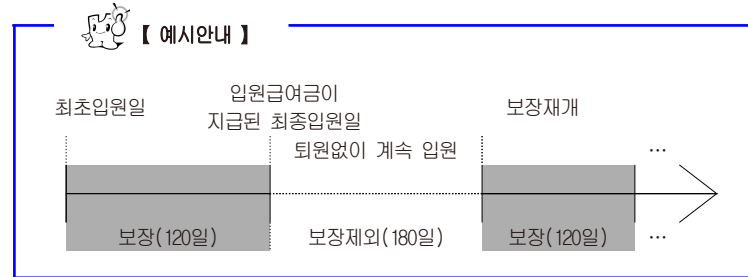 【 예시안내 】
최초입원일
입원급여금이
지급된 최종입원일
보장재개
퇴원없이 계속 입원
…
보장(120일)
보장제외(180일)
보장(120일)
…